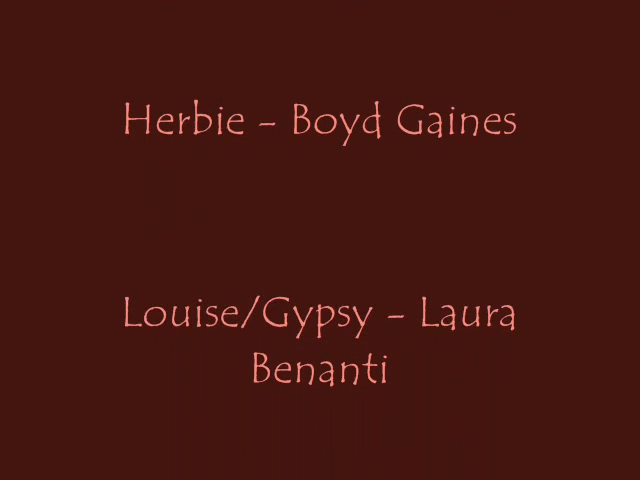 Herbie - Boyd Gaines
Louise/Gypsy - Laura
Benanti